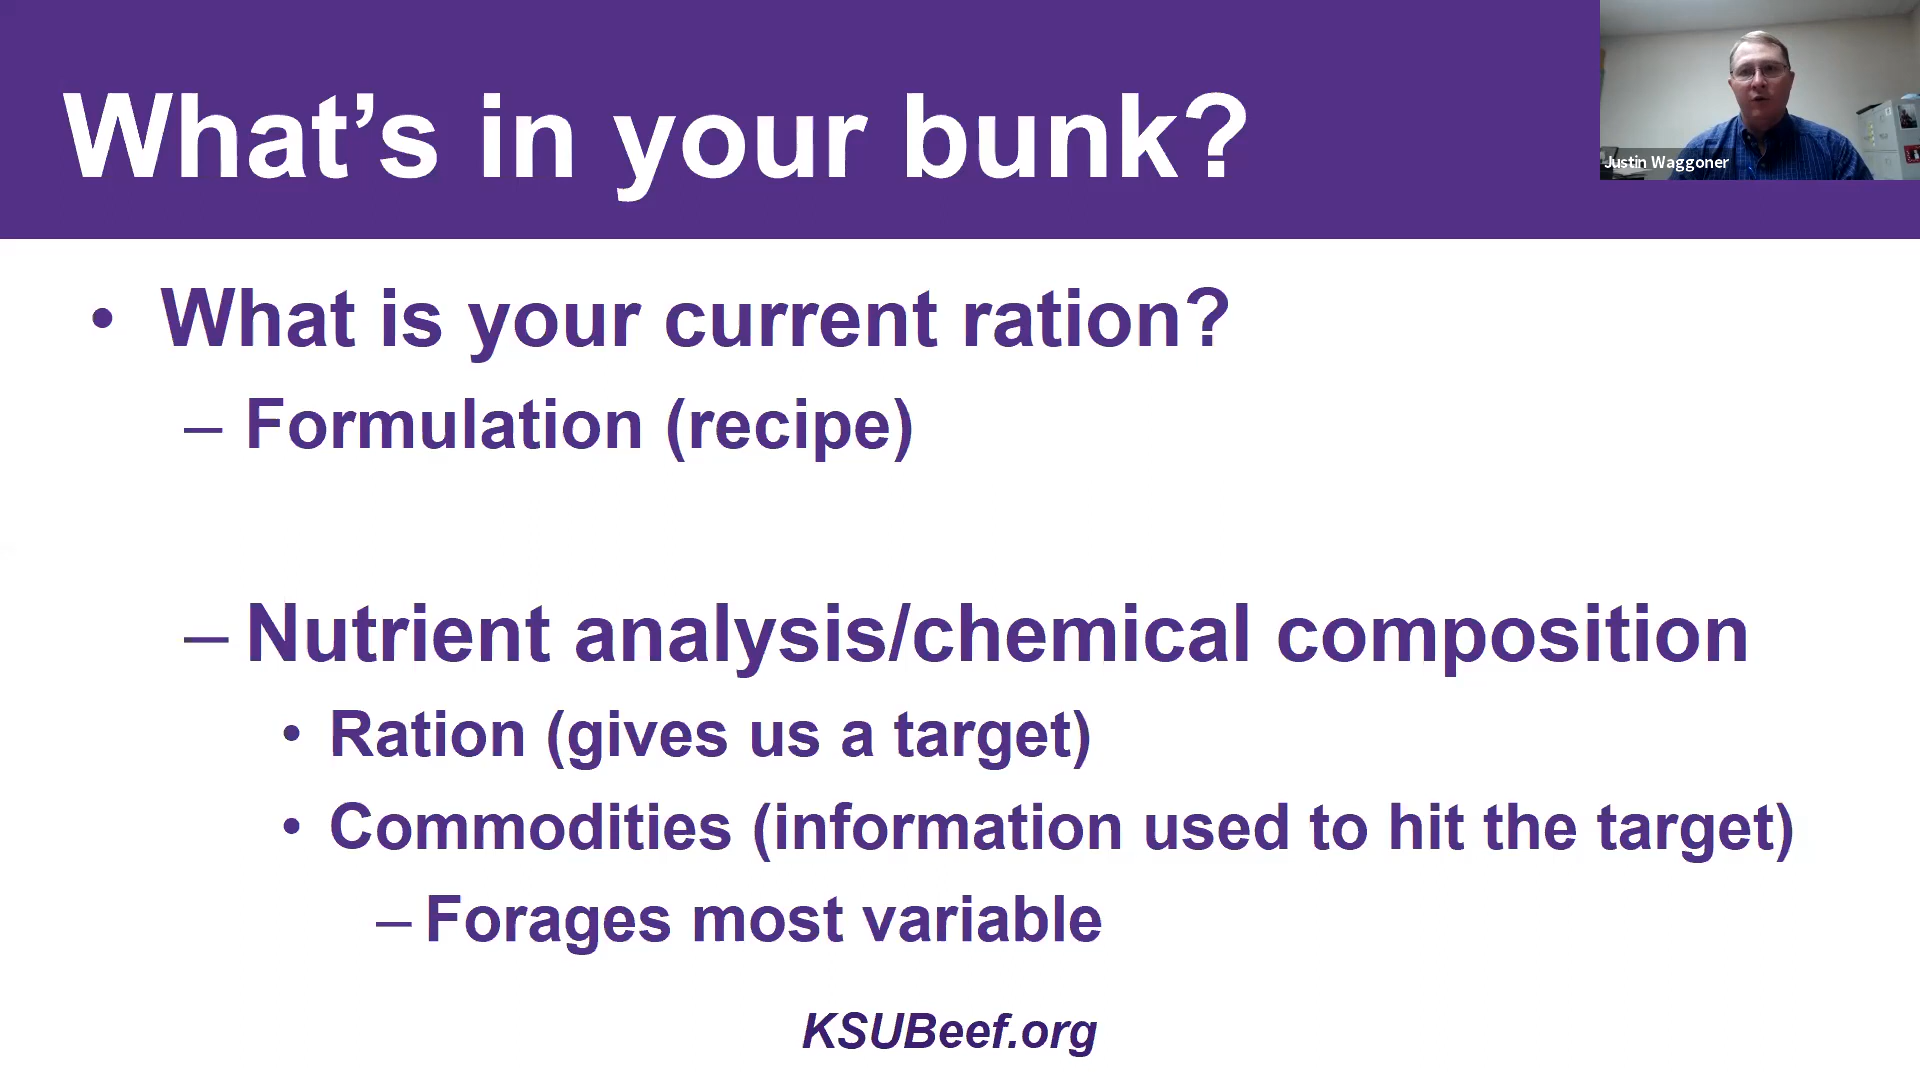 What's in your bunk?
Justin Waggoner
• What is your current ration?
– Formulation (recipe)
– Nutrient analysis/chemical composition
• Ration (gives us a target)
• Commodities (information used to hit the target)
– Forages most variable
KSUBeef.org